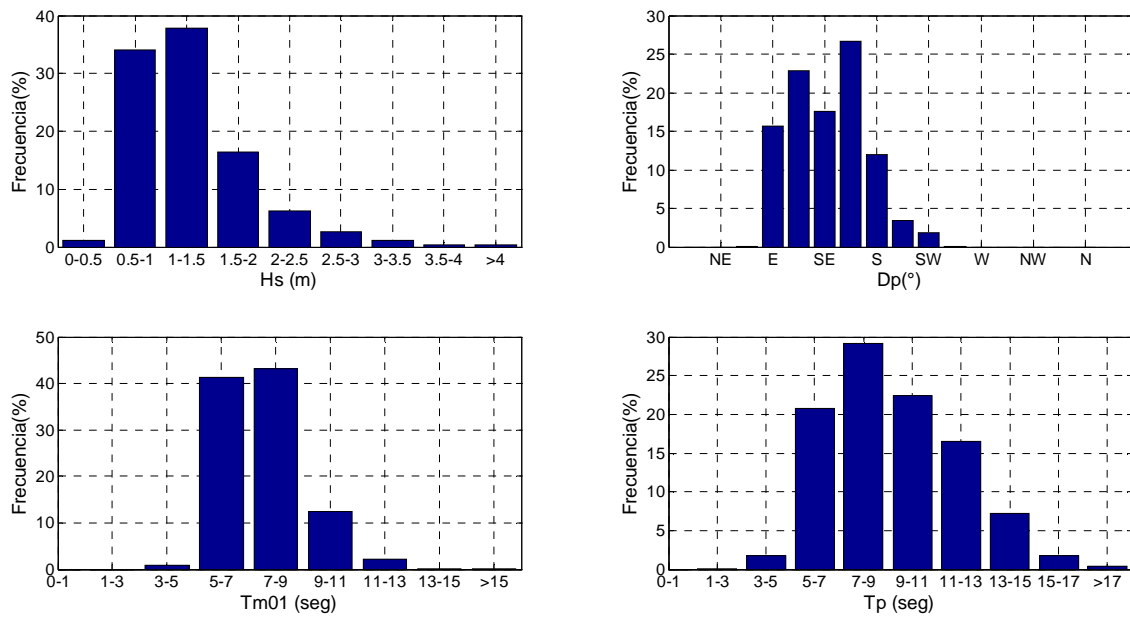 Frecuencia(%)
40
30
20
10
0
0-0.5 0.5-1 1-1.5 1.5-2 2-2.5 2.5-3 3-3.5 3.5-4 >4
Hs (m)
Frecuencia(%)
30
25
20
15
10
5
0
NE E SE S SW W NW N
Dp(°)
Frecuencia(%)
50
40
30
20
10
0
0-1 1-3 3-5 5-7 7-9 9-11 11-13 13-15 >15
Tm01 (seg)
Frecuencia(%)
30
25
20
15
10
5
0
0-1 1-3 3-5 5-7 7-9 9-11 11-13 13-15 15-17 >17
Tp (seg)